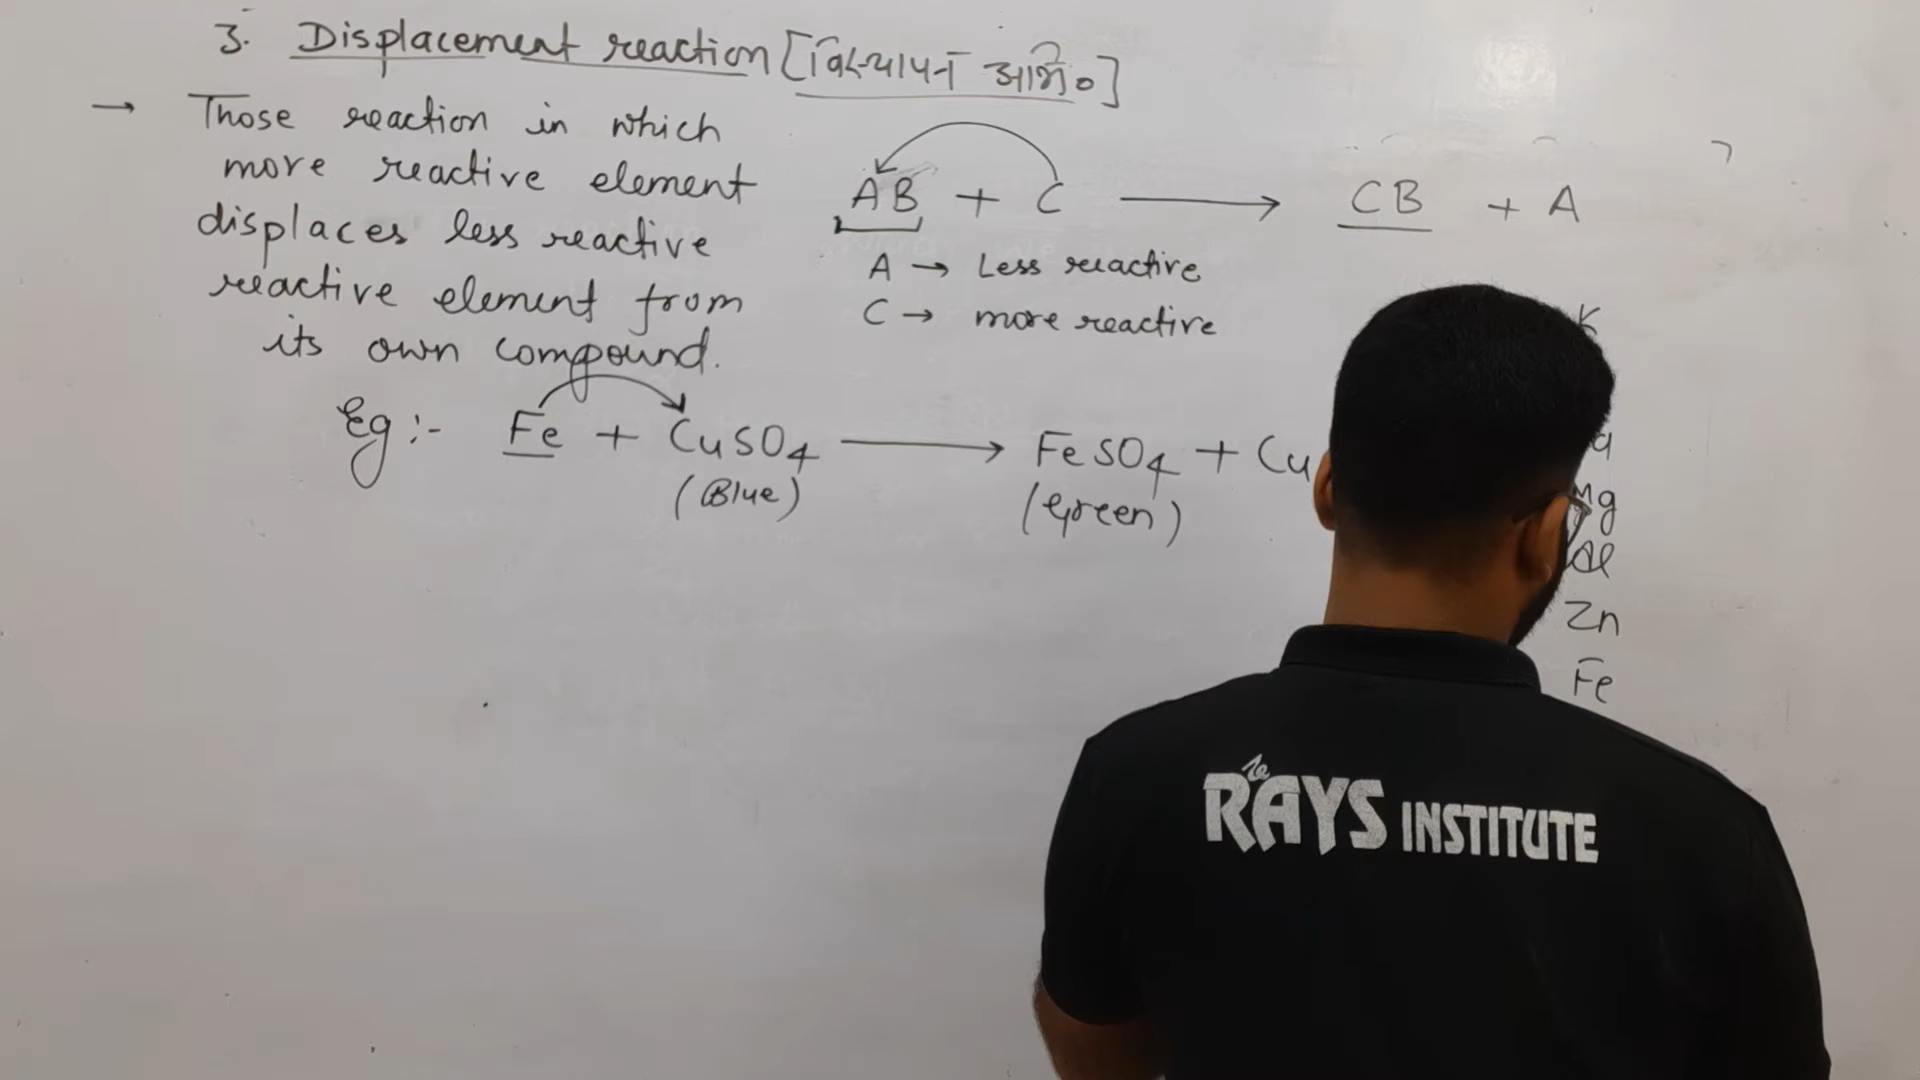 3. Displacement reaction [विस्थापन अभि०]
→ Those reaction in which
more reactive element
displaces less reactive
reactive element from
its own compound.
AB + C ⟶ CB + A
A → Less reactive
C → more reactive
Eg :- Fe + CuSO4 ⟶ FeSO4 + Cu
(Blue) (Green)
K
Mg
Al
Zn
Fe
RAYS INSTITUTE